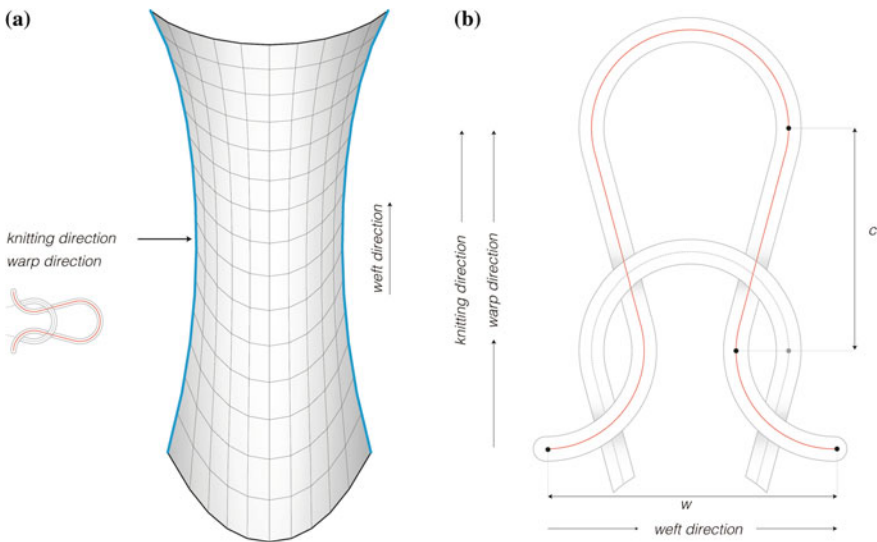 (a)
knitting direction
warp direction
weft direction
(b)
knitting direction
warp direction
c
w
weft direction